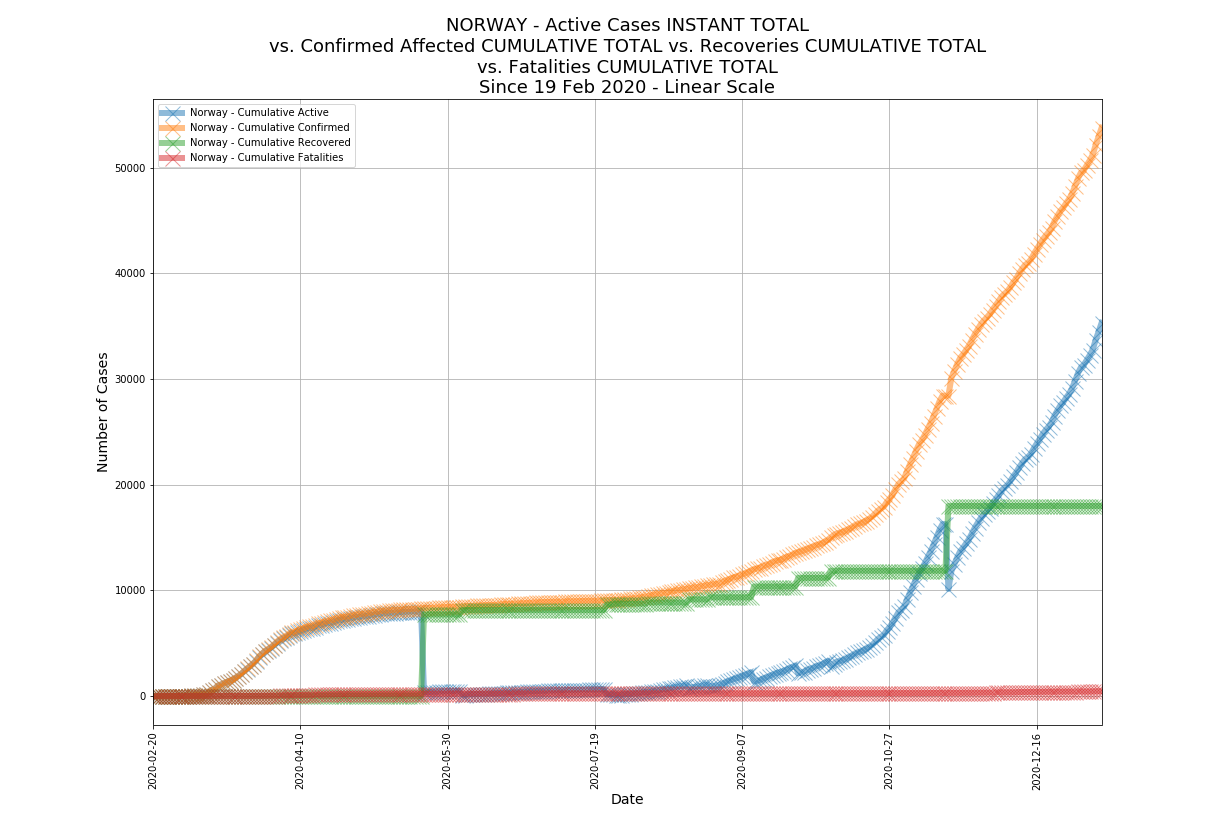 NORWAY - Active Cases INSTANT TOTAL
vs. Confirmed Affected CUMULATIVE TOTAL vs. Recoveries CUMULATIVE TOTAL
vs. Fatalities CUMULATIVE TOTAL
Since 19 Feb 2020 - Linear Scale
Norway - Cumulative Active
Norway - Cumulative Confirmed
Norway - Cumulative Recovered
Norway - Cumulative Fatalities
Number of Cases
50000
40000
30000
20000
10000
0
2020-02-20
2020-04-10
2020-05-30
2020-07-19
2020-09-07
2020-10-27
2020-12-16
Date